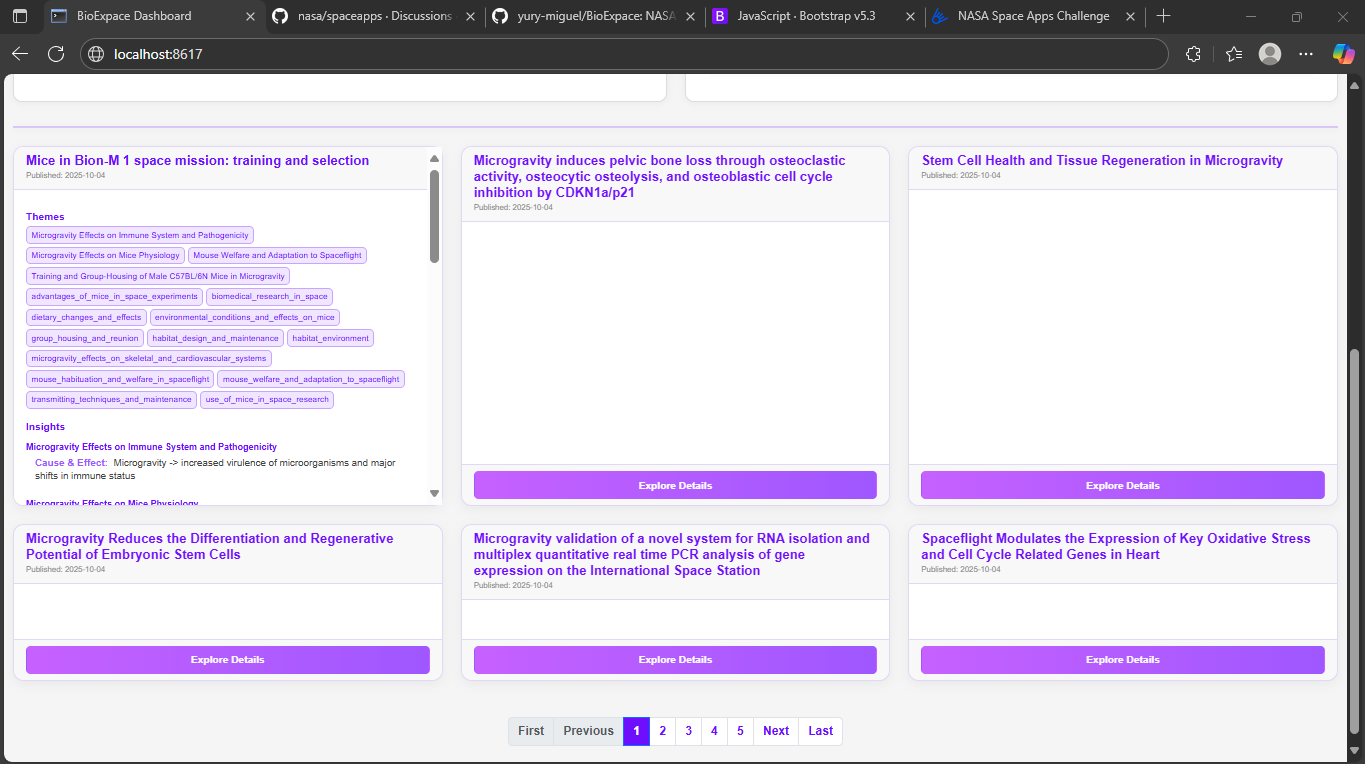 BioExpace Dashboard
nasa/spaceapps · Discussions
yury-miguel/BioExpace: NASA
JavaScript · Bootstrap v5.3
NASA Space Apps Challenge
localhost:8617
Mice in Bion-M 1 space mission: training and selection
Published: 2025-10-04
Themes
Microgravity Effects on Immune System and Pathogenicity
Microgravity Effects on Mice Physiology Mouse Welfare and Adaptation to Spaceflight
Training and Group-Housing of Male C57BL/6N Mice in Microgravity
advantages_of_mice_in_space_experiments biomedical_research_in_space
dietary_changes_and_effects environmental_conditions_and_effects_on_mice
group_housing_and_reunion habitat_design_and_maintenance habitat_environment
microgravity_effects_on_skeletal_and_cardiovascular_systems
mouse_habituation_and_welfare_in_spaceflight mouse_welfare_and_adaptation_to_spaceflight
transmitting_techniques_and_maintenance use_of_mice_in_space_research
Insights
Microgravity Effects on Immune System and Pathogenicity
Cause & Effect: Microgravity -> increased virulence of microorganisms and major
shifts in immune status
Microgravity Effects on Mice Physiology
Microgravity induces pelvic bone loss through osteoclastic
activity, osteocytic osteolysis, and osteoblastic cell cycle
inhibition by CDKN1a/p21
Published: 2025-10-04
Explore Details
Stem Cell Health and Tissue Regeneration in Microgravity
Published: 2025-10-04
Explore Details
Microgravity Reduces the Differentiation and Regenerative
Potential of Embryonic Stem Cells
Published: 2025-10-04
Explore Details
Microgravity validation of a novel system for RNA isolation and
multiplex quantitative real time PCR analysis of gene
expression on the International Space Station
Published: 2025-10-04
Explore Details
Spaceflight Modulates the Expression of Key Oxidative Stress
and Cell Cycle Related Genes in Heart
Published: 2025-10-04
Explore Details
First Previous 1 2 3 4 5 Next Last